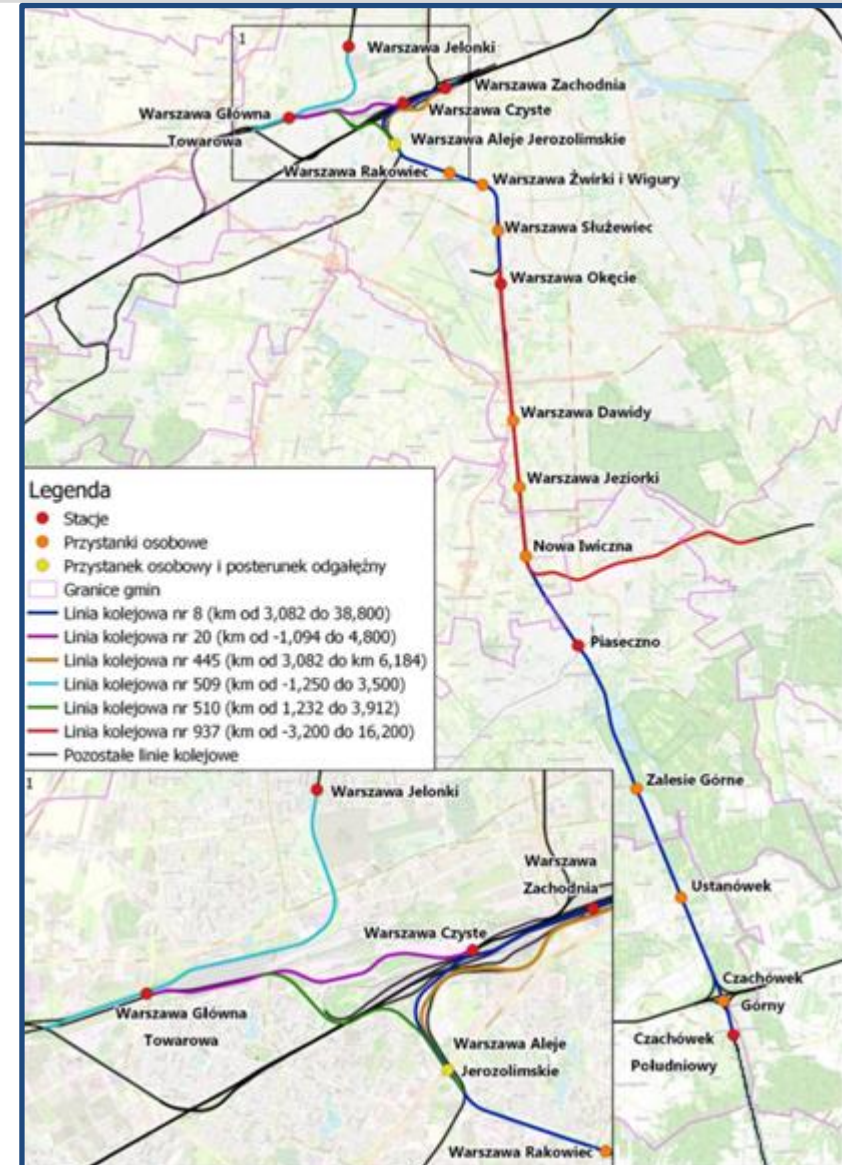 1
Warszawa Jelonki
Warszawa Zachodnia
Warszawa Główna
Towarowa
Warszawa Czyste
Warszawa Aleje Jerozolimskie
Warszawa Rakowiec
Warszawa Żwirki i Wigury
Warszawa Służewiec
Warszawa Okęcie
Warszawa Dawidy
Warszawa Jeziorki
Nowa Iwiczna
Piaseczno
Zalesie Górne
Ustanówek
Czachówek
Górny
Czachówek
Południowy
Legenda
Stacje
Przystanki osobowe
Przystanek osobowy i posterunek odgałęźny
Granice gmin
Linia kolejowa nr 8 (km od 3,082 do 38,800)
Linia kolejowa nr 20 (km od -1,094 do 4,800)
Linia kolejowa nr 445 (km od 3,082 do km 6,184)
Linia kolejowa nr 509 (km od -1,250 do 3,500)
Linia kolejowa nr 510 (km od 1,232 do 3,912)
Linia kolejowa nr 937 (km od -3,200 do 16,200)
Pozostałe linie kolejowe
1
Warszawa Jelonki
Warszawa
Zachodnia
Warszawa Czyste
Warszawa Główna
Towarowa
Warszawa Aleje
Jerozolimskie
Warszawa Rakowiec